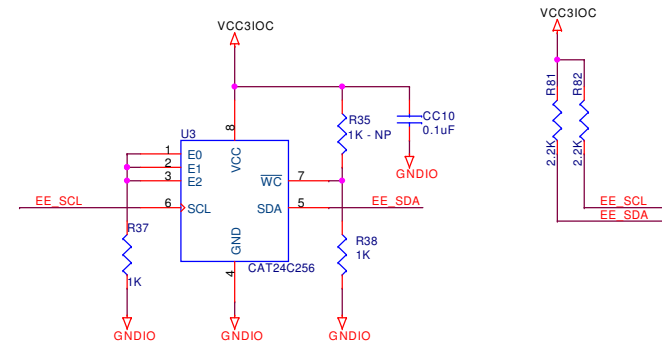 VCC3IOC
VCC3IOC
R81
R82
2.2K
2.2K
R35
1K - NP
CC10
0.1uF
GNDIO
U3
8
VCC
1
E0
2
E1
3
E2
WC
7
EE_SCL
6
SCL
SDA
5
EE_SDA
EE_SCL
EE_SDA
R37
1K
GND
4
CAT24C256
R38
1K
GNDIO
GNDIO
GNDIO